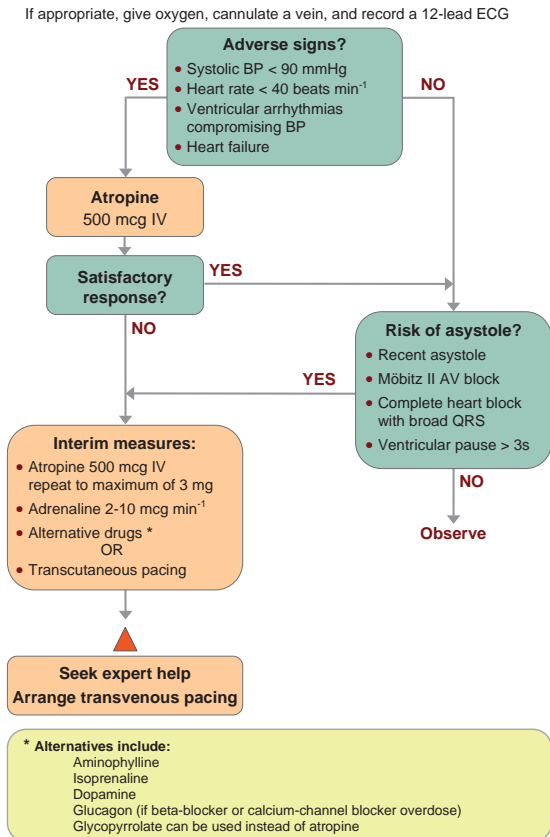 If appropriate, give oxygen, cannulate a vein, and record a 12-lead ECG
Adverse signs?
• Systolic BP < 90 mmHg
• Heart rate < 40 beats min⁻¹
• Ventricular arrhythmias
compromising BP
• Heart failure
YES
NO
Atropine
500 mcg IV
Satisfactory
response?
YES
NO
Risk of asystole?
• Recent asystole
• Möbitz II AV block
• Complete heart block
with broad QRS
• Ventricular pause > 3s
YES
NO
Observe
Interim measures:
• Atropine 500 mcg IV
repeat to maximum of 3 mg
• Adrenaline 2-10 mcg min⁻¹
• Alternative drugs *
OR
• Transcutaneous pacing
Seek expert help
Arrange transvenous pacing
* Alternatives include:
Aminophylline
Isoprenaline
Dopamine
Glucagon (if beta-blocker or calcium-channel blocker overdose)
Glycopyrrolate can be used instead of atropine